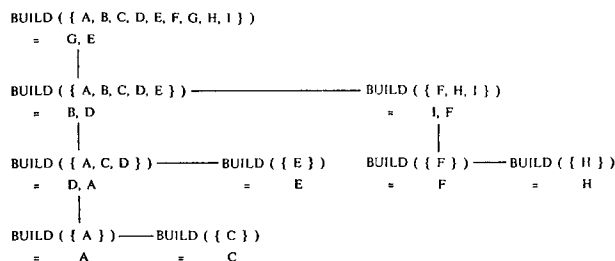 BUILD ( { A, B, C, D, E, F, G, H, I } )
= G, E
BUILD ( { A, B, C, D, E } ) BUILD ( { F, H, I } )
= B, D = I, F
BUILD ( { A, C, D } ) BUILD ( { E } ) BUILD ( { F } ) BUILD ( { H } )
= D, A = E = F = H
BUILD ( { A } ) BUILD ( { C } )
= A = C